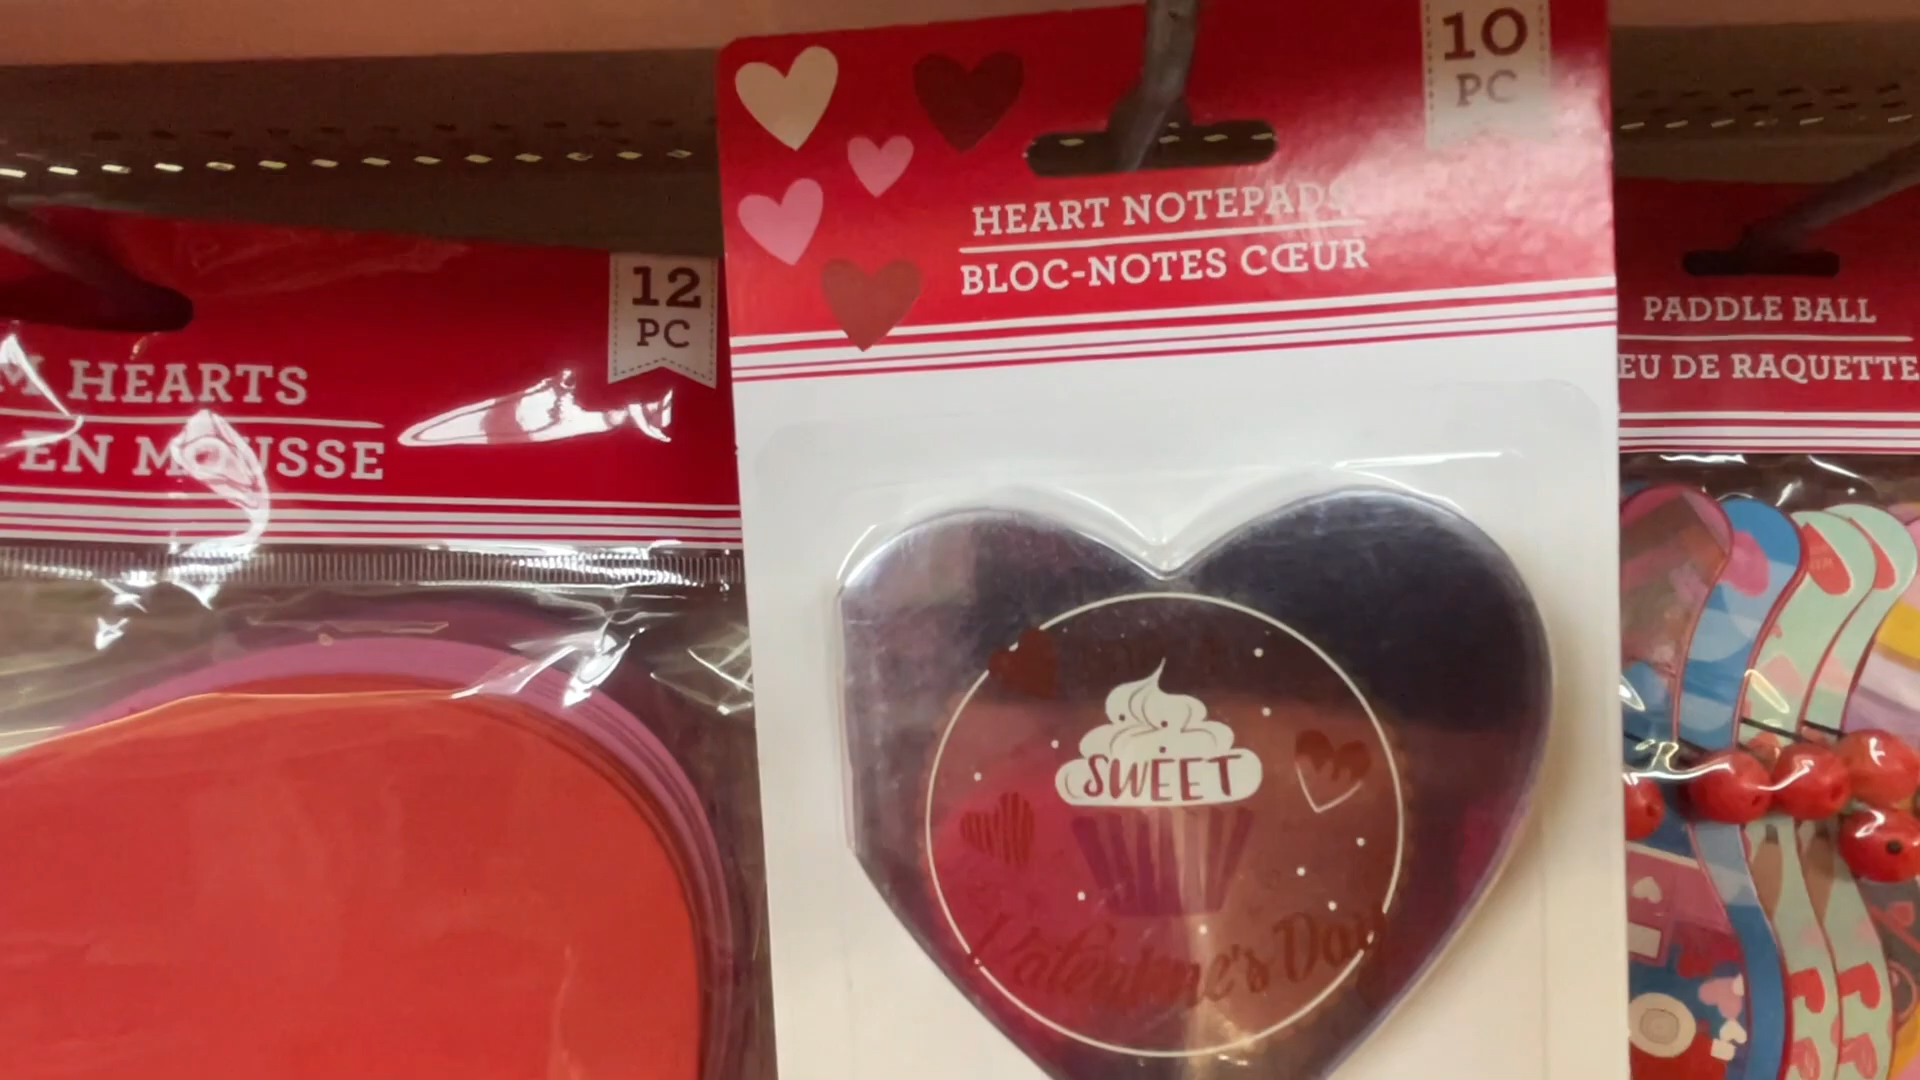 12
PC
HEARTS
EN MOUSSE
10
PC
HEART NOTEPADS
BLOC-NOTES CŒUR
SWEET
Valentine's Day
PADDLE BALL
EU DE RAQUETTE